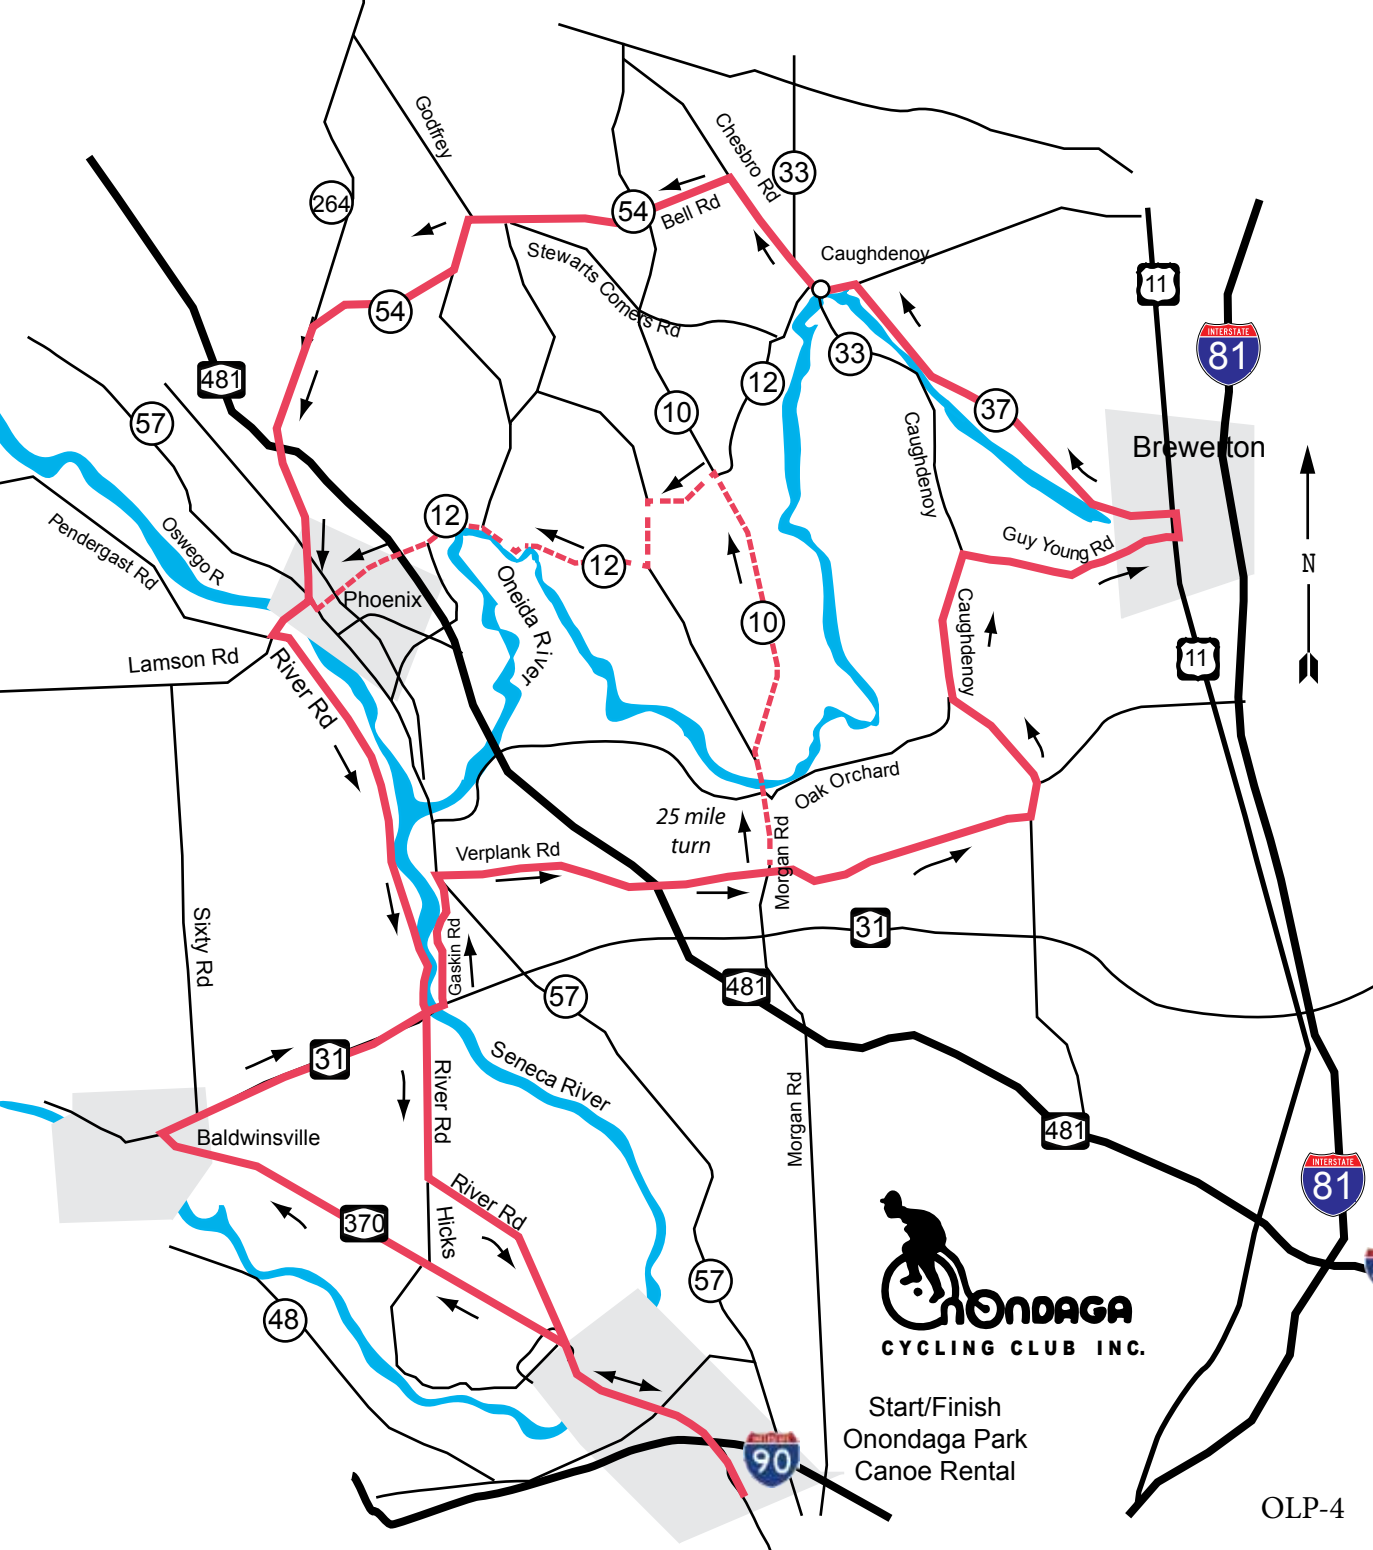 Godfrey
Chesbro Rd
33
264
54
Bell Rd
Caughdenoy
Stewarts Corners Rd
11
INTERSTATE
81
54
33
481
12
57
10
37
Caughdenoy
Brewerton
N
12
Oswego R
Pendergast Rd
Guy Young Rd
12
Oneida River
Phoenix
10
Caughdenoy
11
Lamson Rd
River Rd
Oak Orchard
25 mile
turn
Morgan Rd
Verplank Rd
Sixty Rd
Gaskin Rd
31
481
57
31
Seneca River
River Rd
Morgan Rd
481
Baldwinsville
INTERSTATE
81
River Rd
370
Hicks
57
48
OnOnDAGA
CYCLING CLUB INC.
Start/Finish
Onondaga Park
Canoe Rental
90
OLP-4